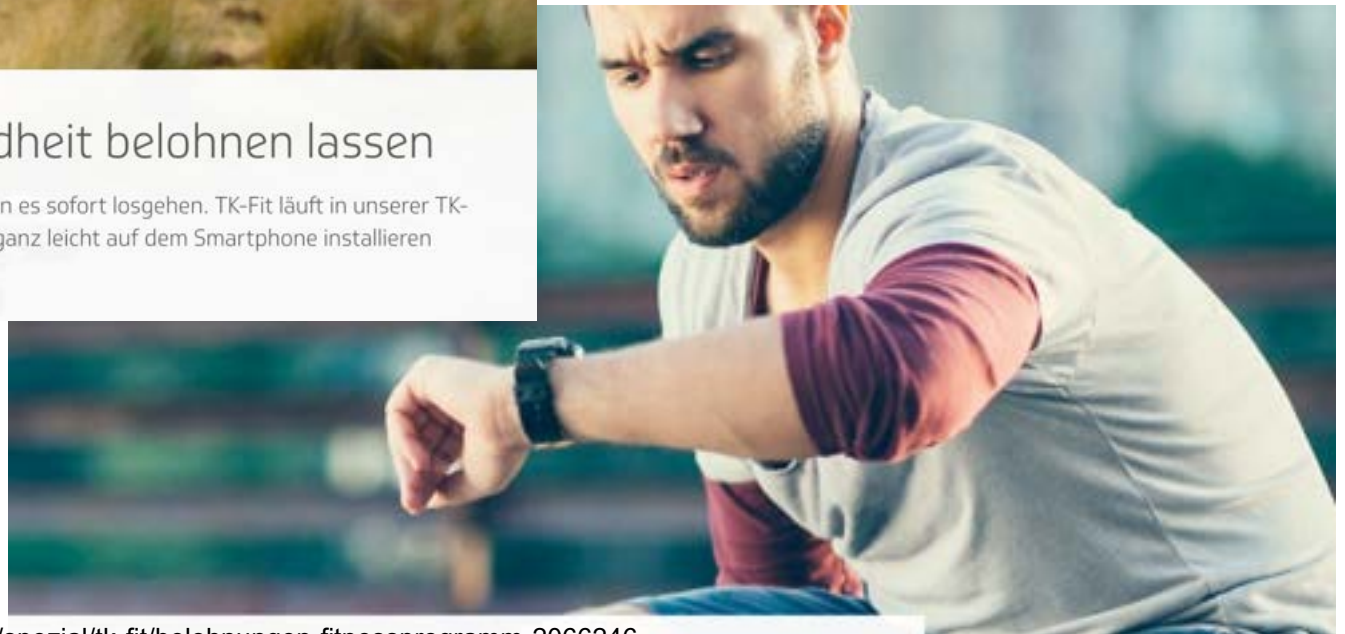 dheit belohnen lassen
n es sofort losgehen. TK-Fit läuft in unserer TK-
ganz leicht auf dem Smartphone installieren
/spezial/tk-fit/belohnungen-fitnessprogramm-2066246